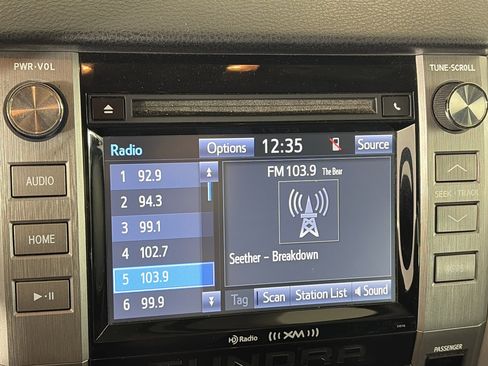 PWR•VOL
TUNE•SCROLL
Radio Options 12:35 Source
1 92.9
2 94.3
3 99.1
4 102.7
5 103.9
6 99.9
FM 103.9 The Bear
Seether - Breakdown
Tag Scan Station List Sound
AUDIO
HOME
SEEK • TRACK
HD Radio ((( XM )))
PASSENGER
TUNDRA